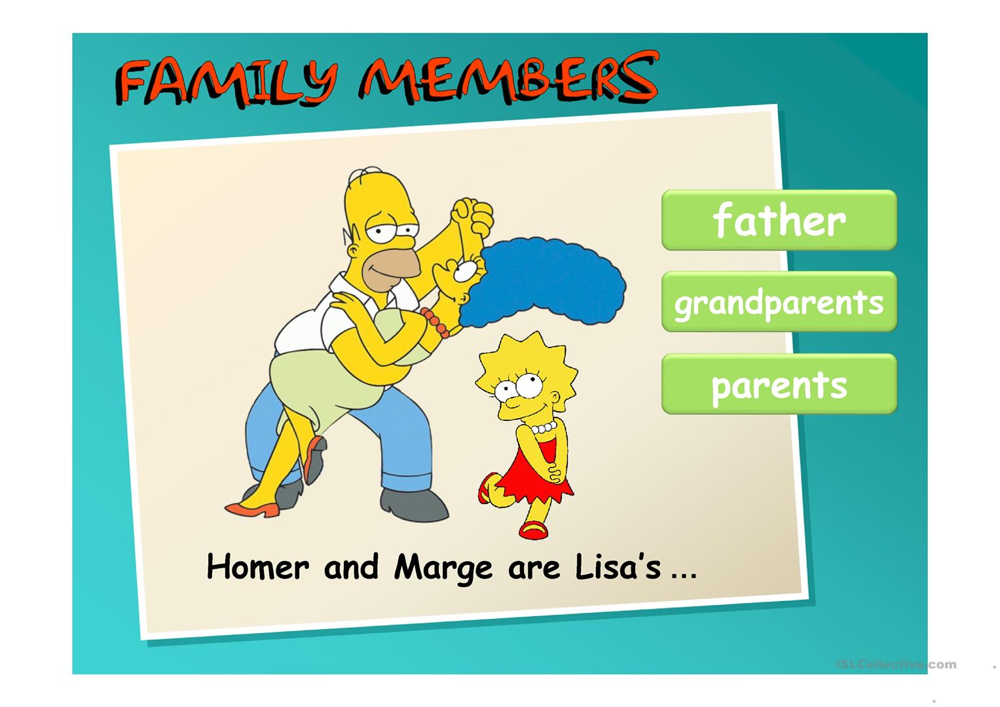 FAMILY MEMBERS
father
grandparents
parents
Homer and Marge are Lisa's ...
iSLCollective.com